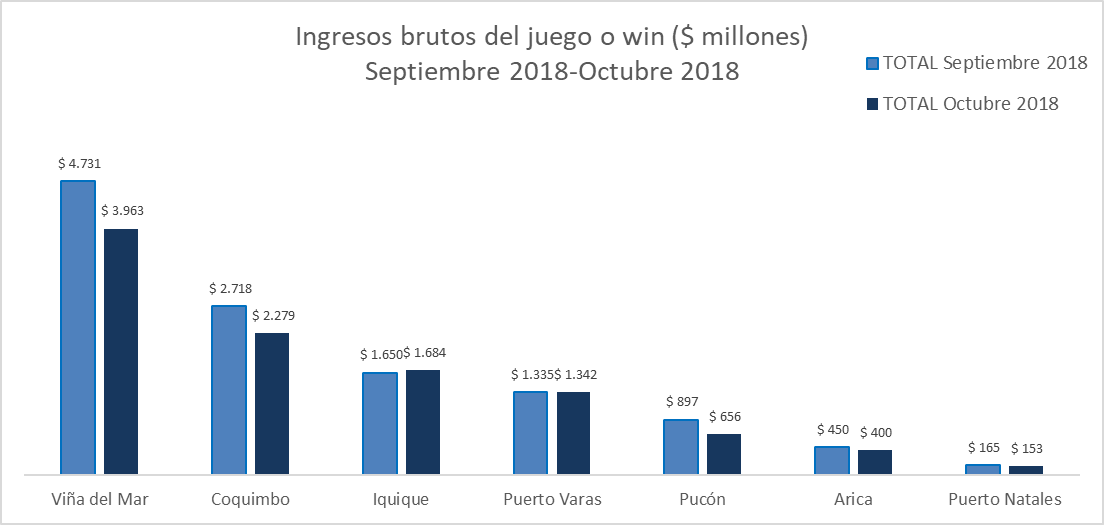 Ingresos brutos del juego o win ($ millones)
Septiembre 2018-Octubre 2018
TOTAL Septiembre 2018
TOTAL Octubre 2018
$ 4.731
$ 3.963
$ 2.718
$ 2.279
$ 1.650
$ 1.684
$ 1.335
$ 1.342
$ 897
$ 656
$ 450
$ 400
$ 165
$ 153
Viña del Mar
Coquimbo
Iquique
Puerto Varas
Pucón
Arica
Puerto Natales